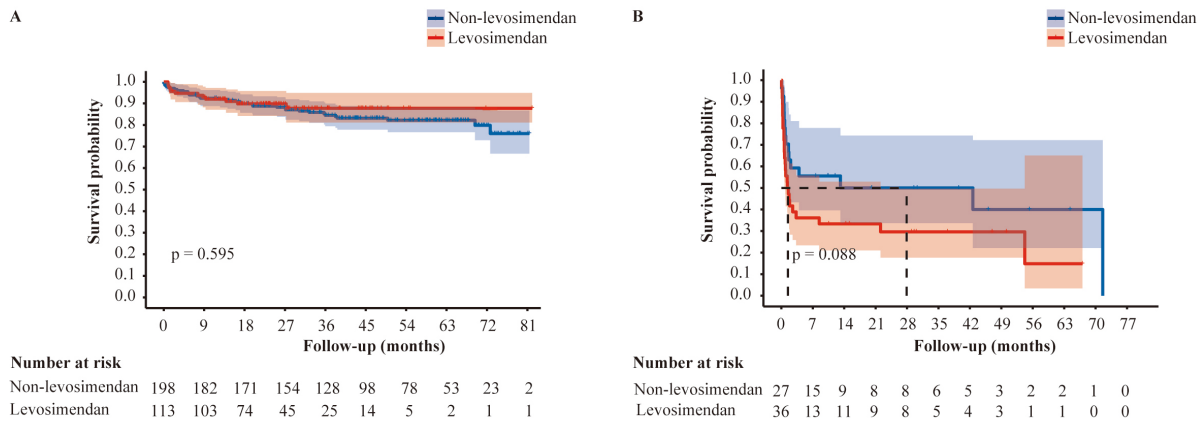 A
Non-levosimendan
Levosimendan
Survival probability
1.0
0.9
0.8
0.7
0.6
0.5
0.4
0.3
0.2
0.1
0.0
p = 0.595
0 9 18 27 36 45 54 63 72 81
Follow-up (months)
Number at risk
Non-levosimendan 198 182 171 154 128 98 78 53 23 2
Levosimendan 113 103 74 45 25 14 5 2 1 1
B
Non-levosimendan
Levosimendan
Survival probability
1.0
0.9
0.8
0.7
0.6
0.5
0.4
0.3
0.2
0.1
0.0
p = 0.088
0 7 14 21 28 35 42 49 56 63 70 77
Follow-up (months)
Number at risk
Non-levosimendan 27 15 9 8 8 6 5 3 2 2 1 0
Levosimendan 36 13 11 9 8 5 4 3 1 1 0 0